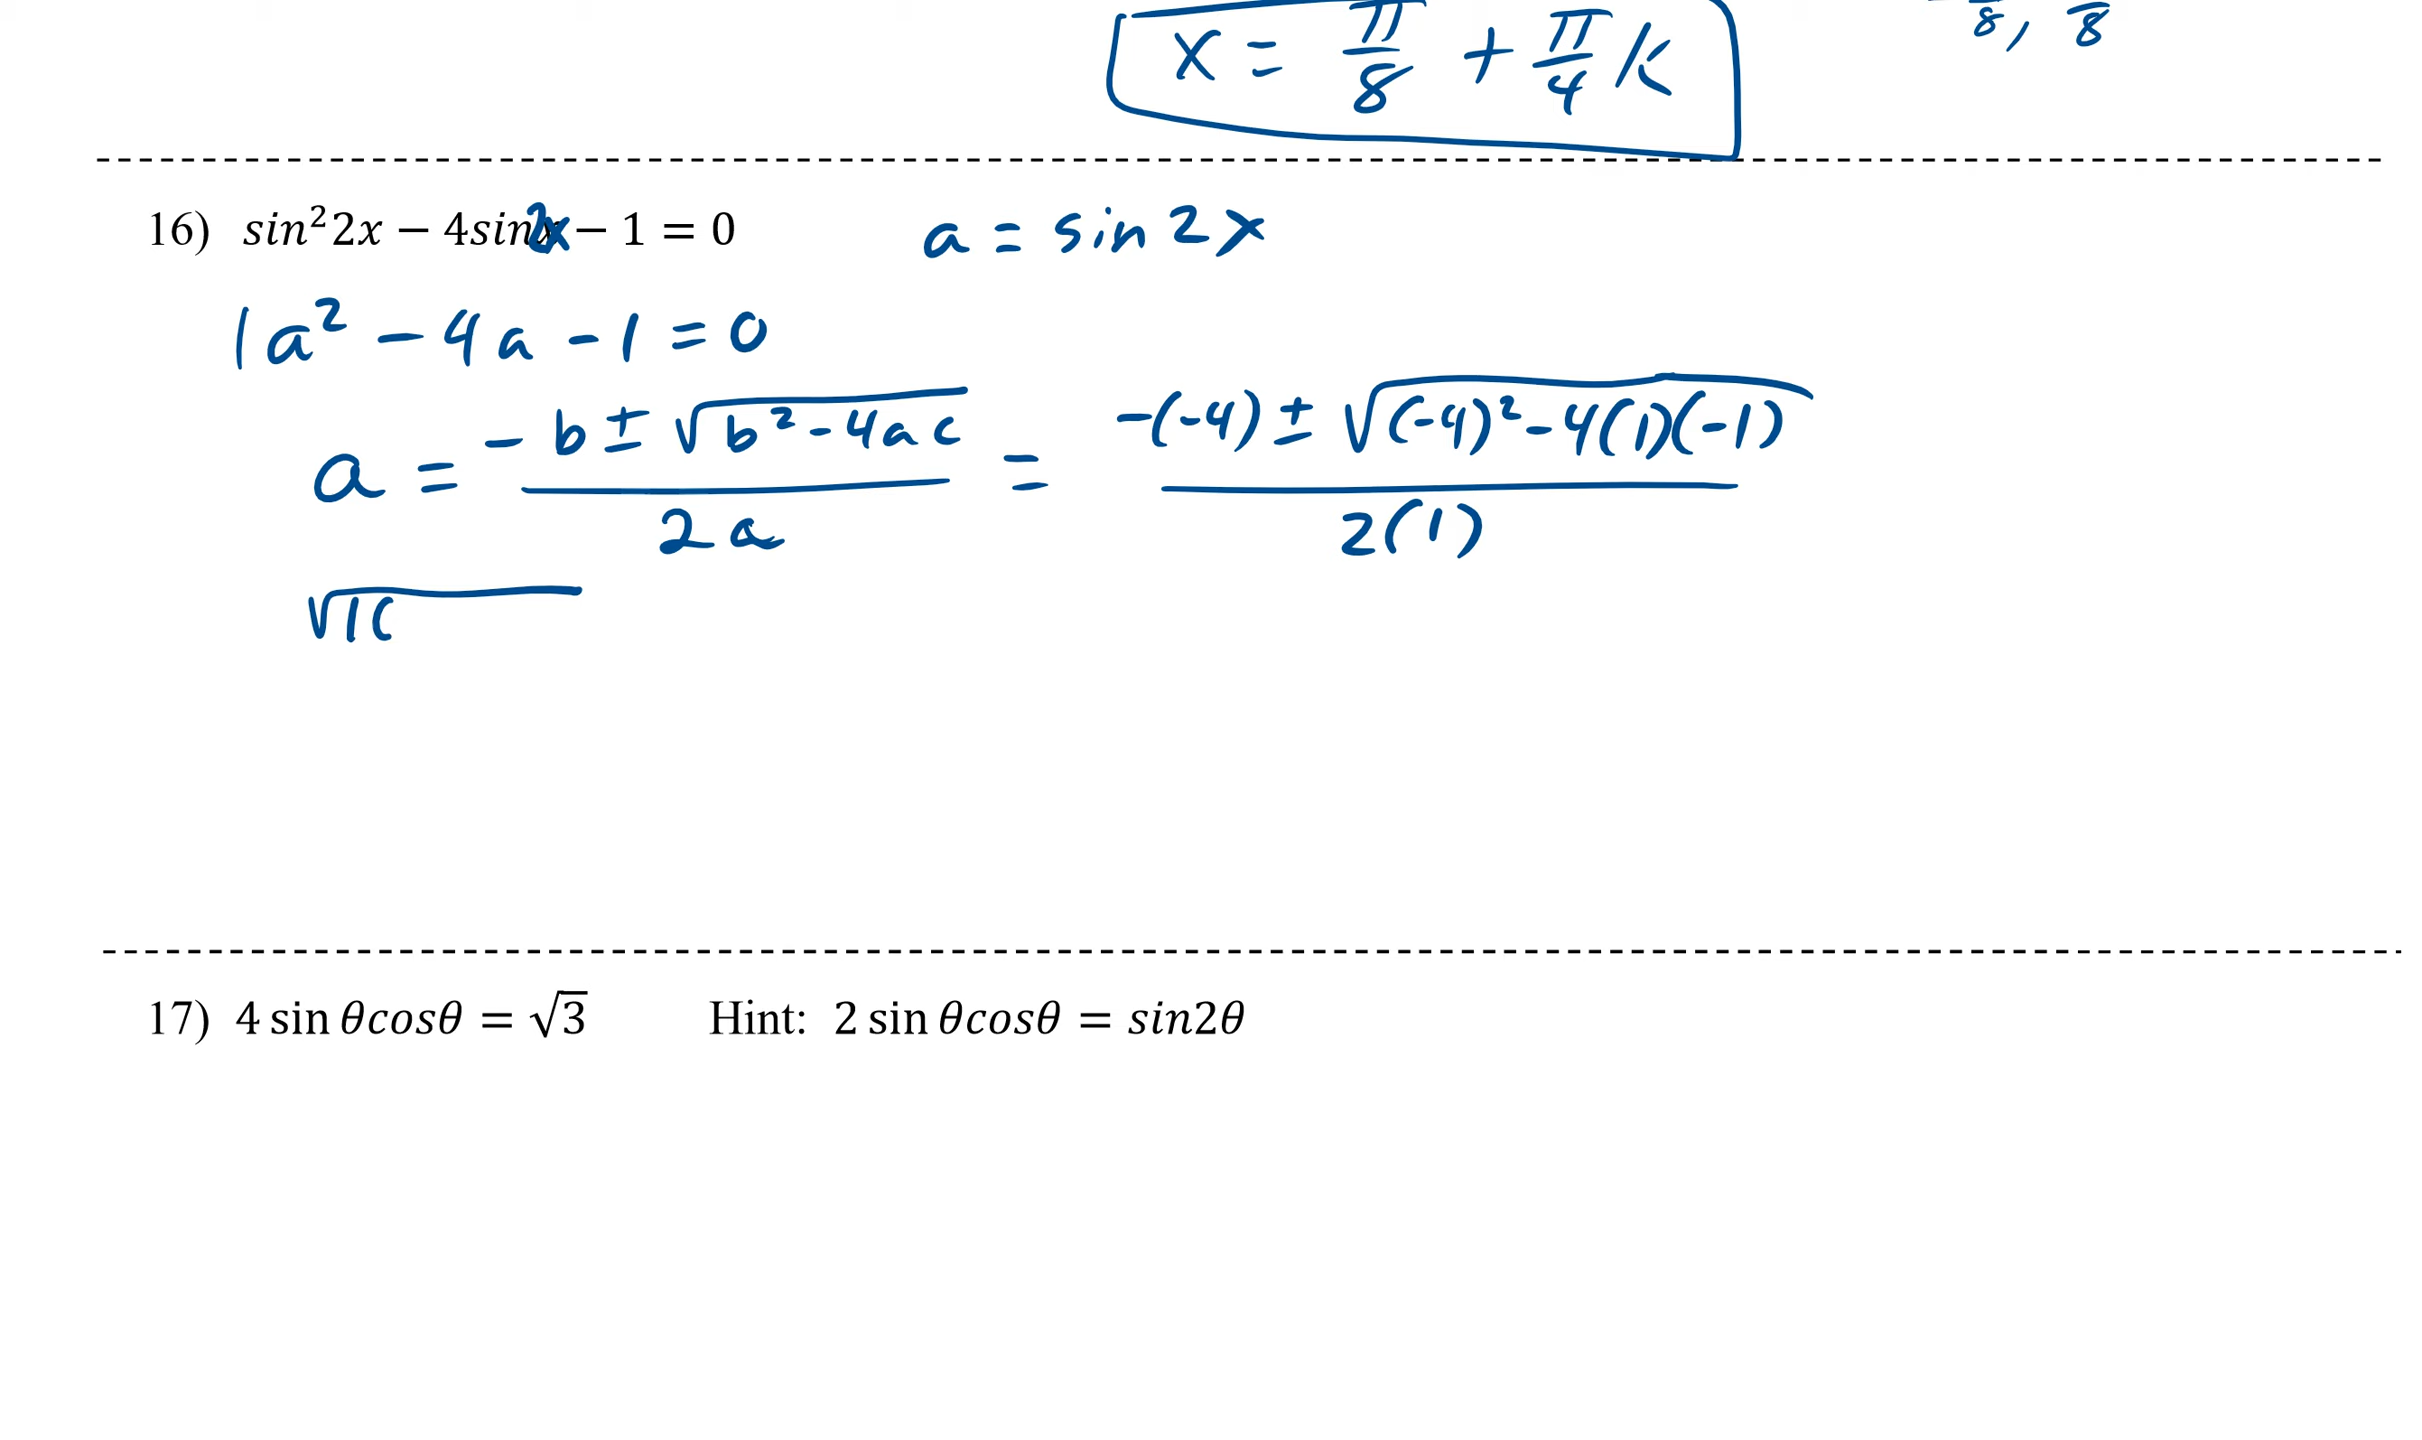 8, 8
x = π/8 + π/4 k
16) sin²2x − 4sin2x − 1 = 0 a = sin 2x
1a² − 4a − 1 = 0
a = −b ± √(b² − 4ac) / 2a = −(−4) ± √((−4)² − 4(1)(−1)) / 2(1)
√1
17) 4 sin θcosθ = √3 Hint: 2 sin θcosθ = sin2θ